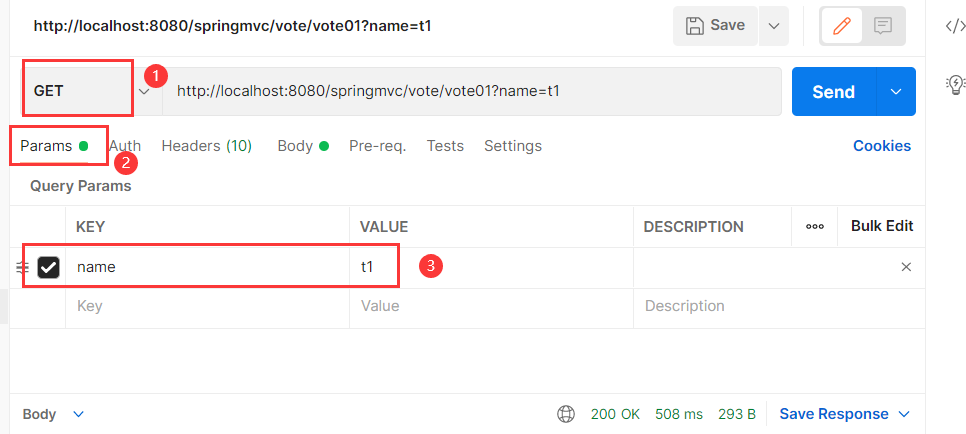 http://localhost:8080/springmvc/vote/vote01?name=t1
Save
GET
1
http://localhost:8080/springmvc/vote/vote01?name=t1
Send
Params
2
Auth
Headers (10)
Body
Pre-req.
Tests
Settings
Cookies
Query Params
KEY
VALUE
DESCRIPTION
Bulk Edit
name
t1
3
Key
Value
Description
Body
200 OK
508 ms
293 B
Save Response